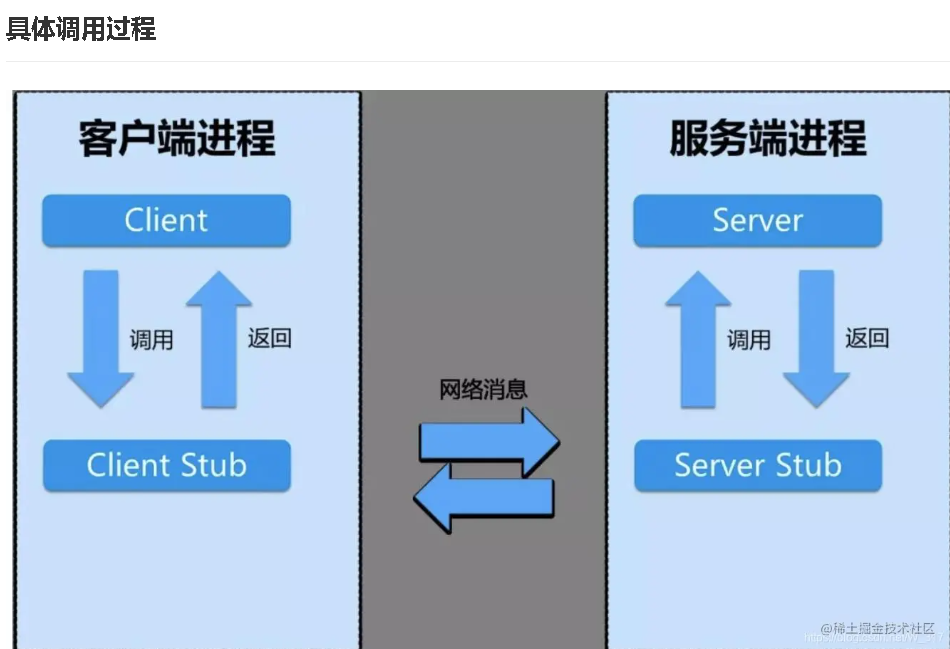 具体调用过程
客户端进程
Client
调用
返回
Client Stub
网络消息
服务端进程
Server
调用
返回
Server Stub
@稀土掘金技术社区